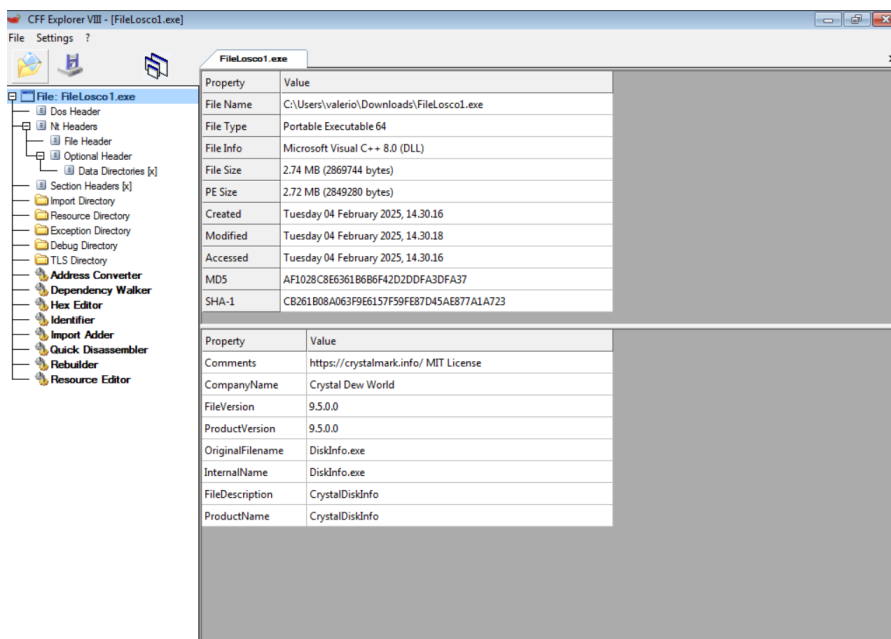 CFF Explorer VIII - [FileLosco1.exe]
File Settings ?
File: FileLosco1.exe
Dos Header
Nt Headers
File Header
Optional Header
Data Directories [x]
Section Headers [x]
Import Directory
Resource Directory
Exception Directory
Debug Directory
TLS Directory
Address Converter
Dependency Walker
Hex Editor
Identifier
Import Adder
Quick Disassembler
Rebuilder
Resource Editor
FileLosco1.exe
Property Value
File Name C:\Users\valerio\Downloads\FileLosco1.exe
File Type Portable Executable 64
File Info Microsoft Visual C++ 8.0 (DLL)
File Size 2.74 MB (2869744 bytes)
PE Size 2.72 MB (2849280 bytes)
Created Tuesday 04 February 2025, 14.30.16
Modified Tuesday 04 February 2025, 14.30.18
Accessed Tuesday 04 February 2025, 14.30.16
MD5 AF1028C8E6361B6B6F42D2DDFA3DFA37
SHA-1 CB261B08A063F9E6157F59FE87D45AE877A1A723
Property Value
Comments https://crystalmark.info/ MIT License
CompanyName Crystal Dew World
FileVersion 9.5.0.0
ProductVersion 9.5.0.0
OriginalFilename DiskInfo.exe
InternalName DiskInfo.exe
FileDescription CrystalDiskInfo
ProductName CrystalDiskInfo